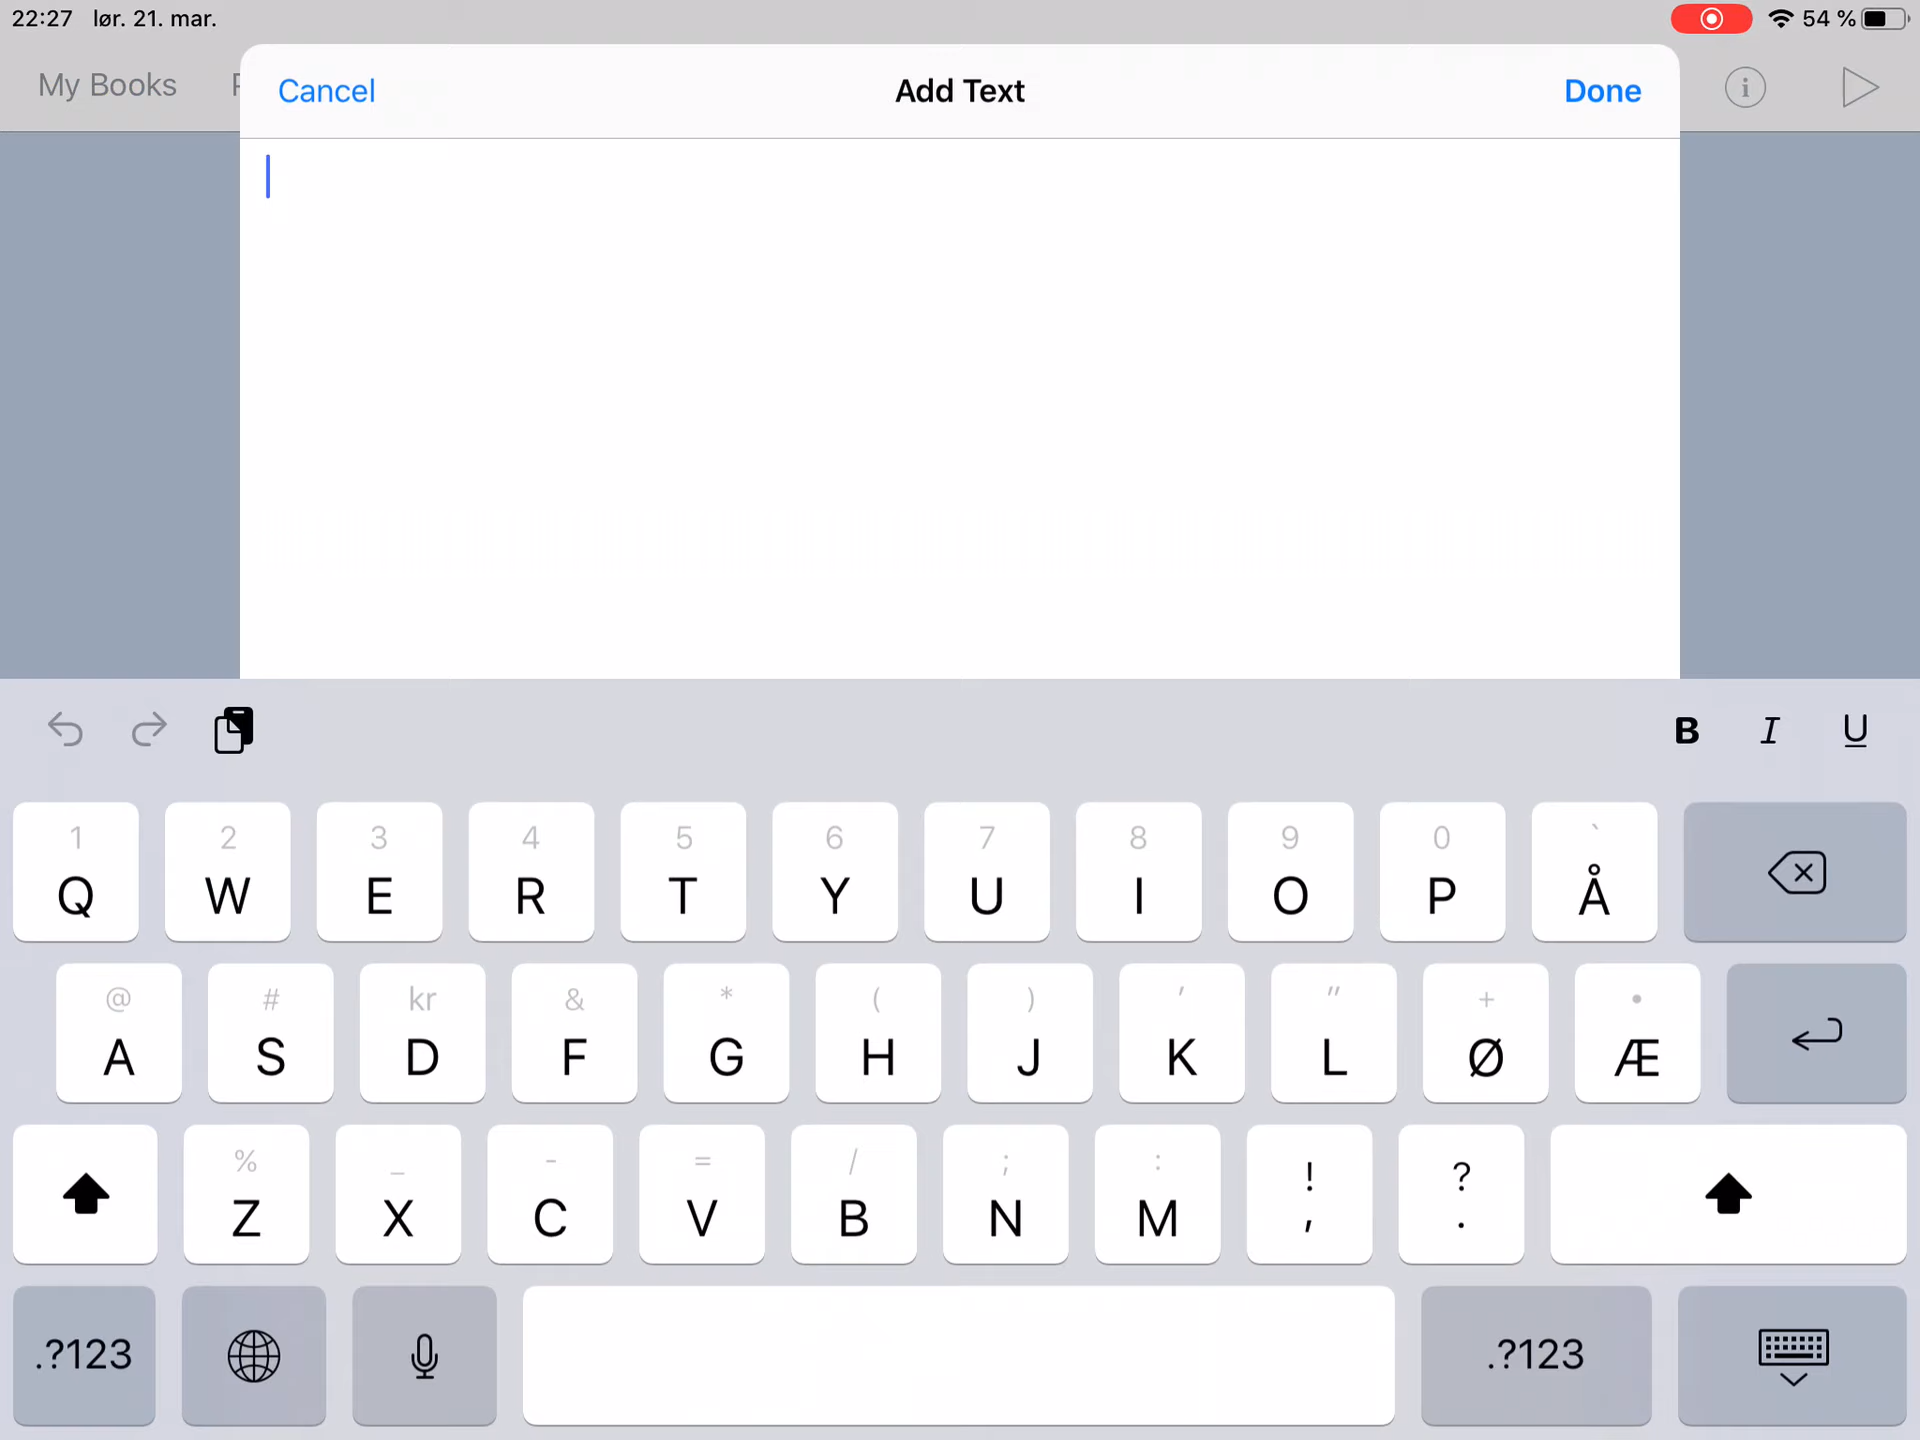 22:27 lør. 21. mar. 54 %
My Books
Cancel Add Text Done
B I U
1 2 3 4 5 6 7 8 9 0 `
Q W E R T Y U I O P Å
@ # kr & * ( ) ' " + •
A S D F G H J K L Ø Æ
% _ - = / ; : ! ?
Z X C V B N M , .
.?123 .?123